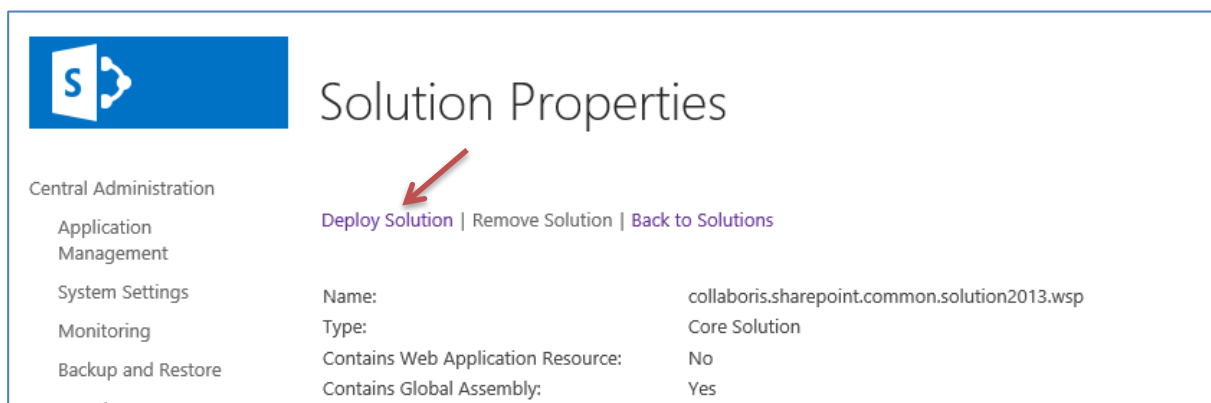 S
Solution Properties
Central Administration
Application
Management
System Settings
Monitoring
Backup and Restore
Deploy Solution | Remove Solution | Back to Solutions
Name: collaboris.sharepoint.common.solution2013.wsp
Type: Core Solution
Contains Web Application Resource: No
Contains Global Assembly: Yes